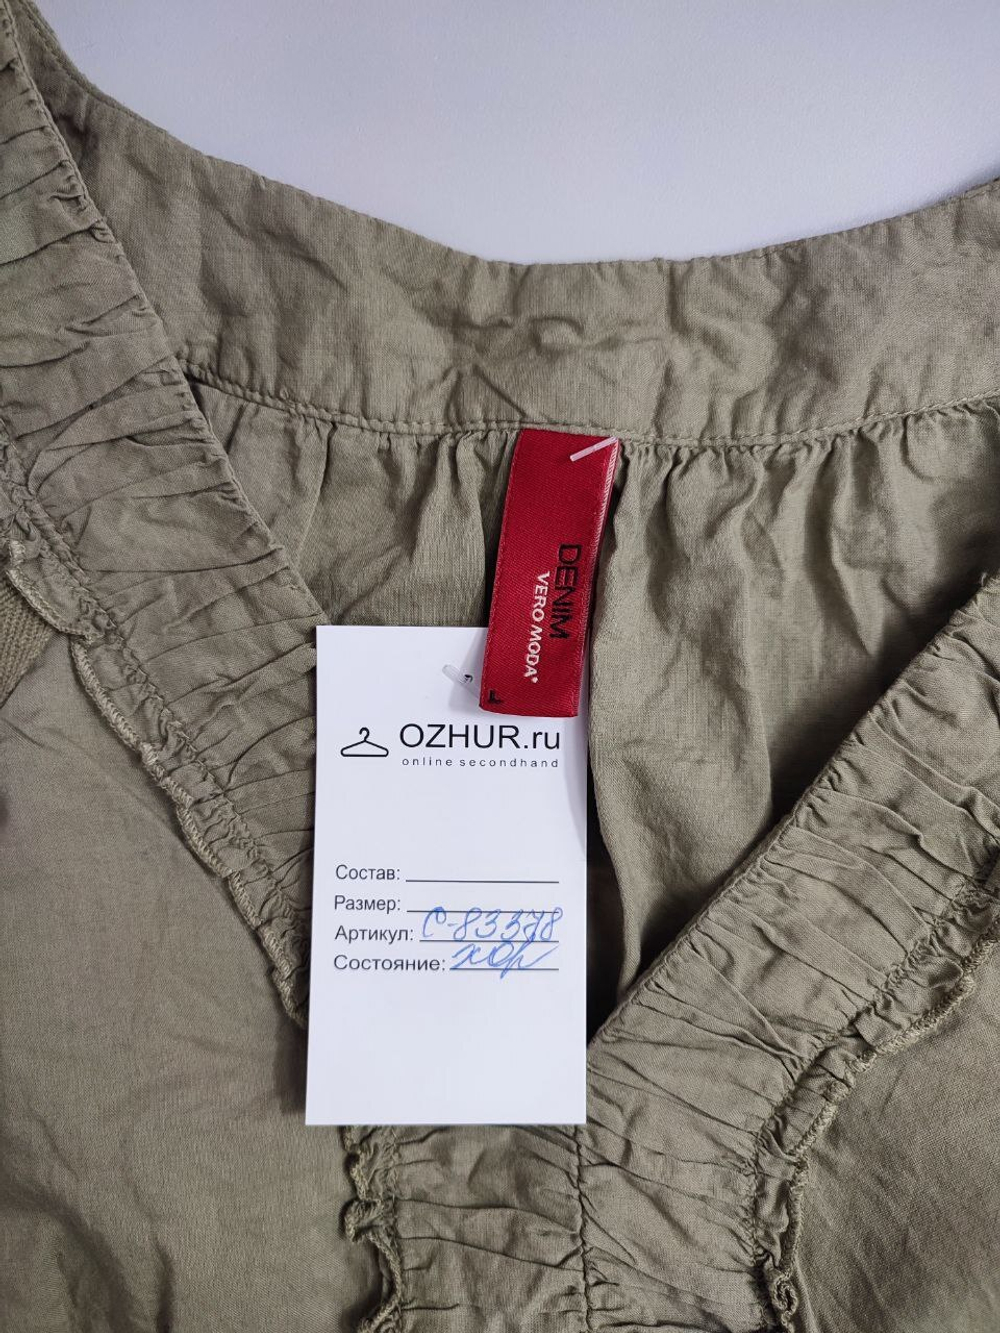 DENIM
VERO MODA
L
OZHUR.ru
online secondhand
Состав:
Размер:
Артикул: С-83378
Состояние: хор